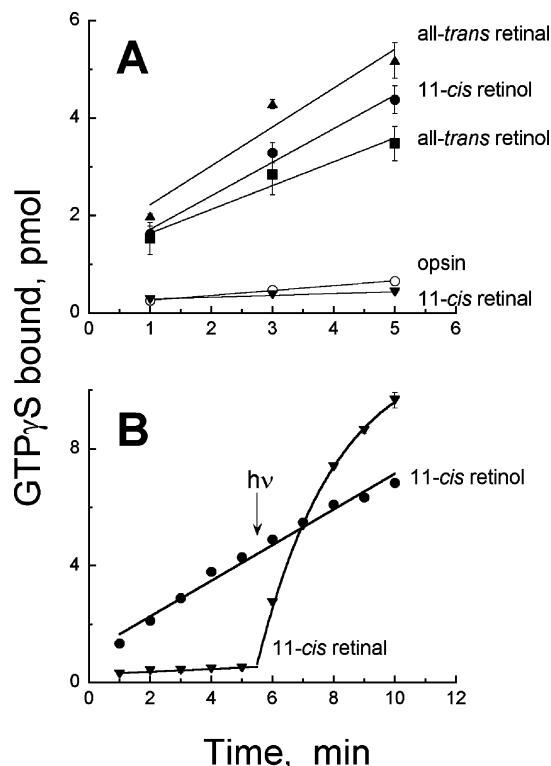 GTPγS bound, pmol
A
6
4
2
0
all-trans retinal
11-cis retinol
all-trans retinol
opsin
11-cis retinal
0 1 2 3 4 5 6
B
8
4
0
hν
11-cis retinol
11-cis retinal
0 2 4 6 8 10 12
Time, min